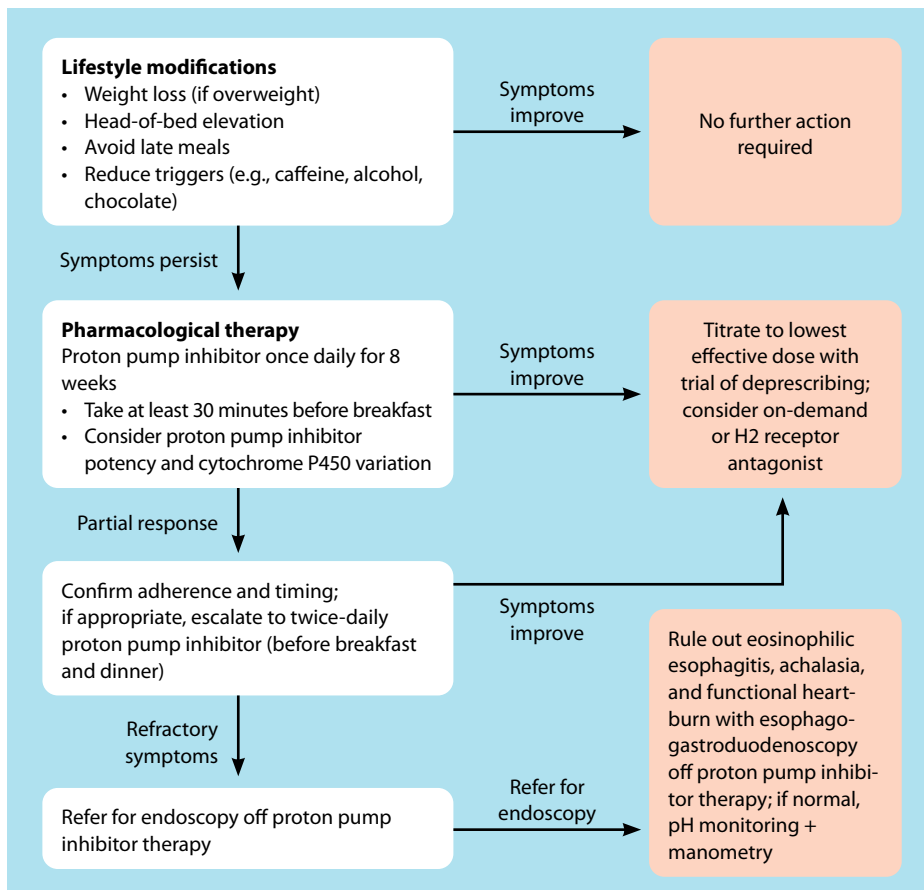 Lifestyle modifications
• Weight loss (if overweight)
• Head-of-bed elevation
• Avoid late meals
• Reduce triggers (e.g., caffeine, alcohol,
chocolate)
Symptoms
improve
No further action
required
Symptoms persist
Pharmacological therapy
Proton pump inhibitor once daily for 8
weeks
• Take at least 30 minutes before breakfast
• Consider proton pump inhibitor
potency and cytochrome P450 variation
Symptoms
improve
Titrate to lowest
effective dose with
trial of deprescribing;
consider on-demand
or H2 receptor
antagonist
Partial response
Confirm adherence and timing;
if appropriate, escalate to twice-daily
proton pump inhibitor (before breakfast
and dinner)
Symptoms
improve
Refractory
symptoms
Refer for endoscopy off proton pump
inhibitor therapy
Refer for
endoscopy
Rule out eosinophilic
esophagitis, achalasia,
and functional heart-
burn with esophago-
gastroduodenoscopy
off proton pump inhibi-
tor therapy; if normal,
pH monitoring +
manometry